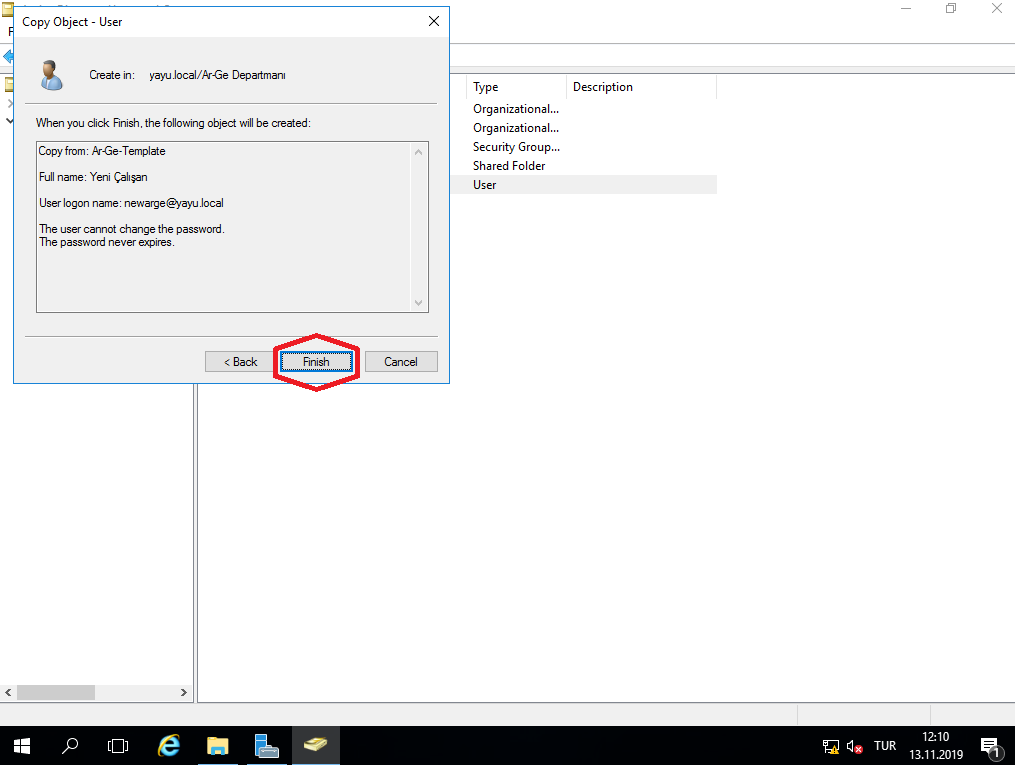 Copy Object - User
Create in: yayu.local/Ar-Ge Departmanı
When you click Finish, the following object will be created:
Copy from: Ar-Ge-Template
Full name: Yeni Çalışan
User logon name: newarge@yayu.local
The user cannot change the password.
The password never expires.
< Back
Finish
Cancel
Type Description
Organizational...
Organizational...
Security Group...
Shared Folder
User
TUR
12:10
13.11.2019
1